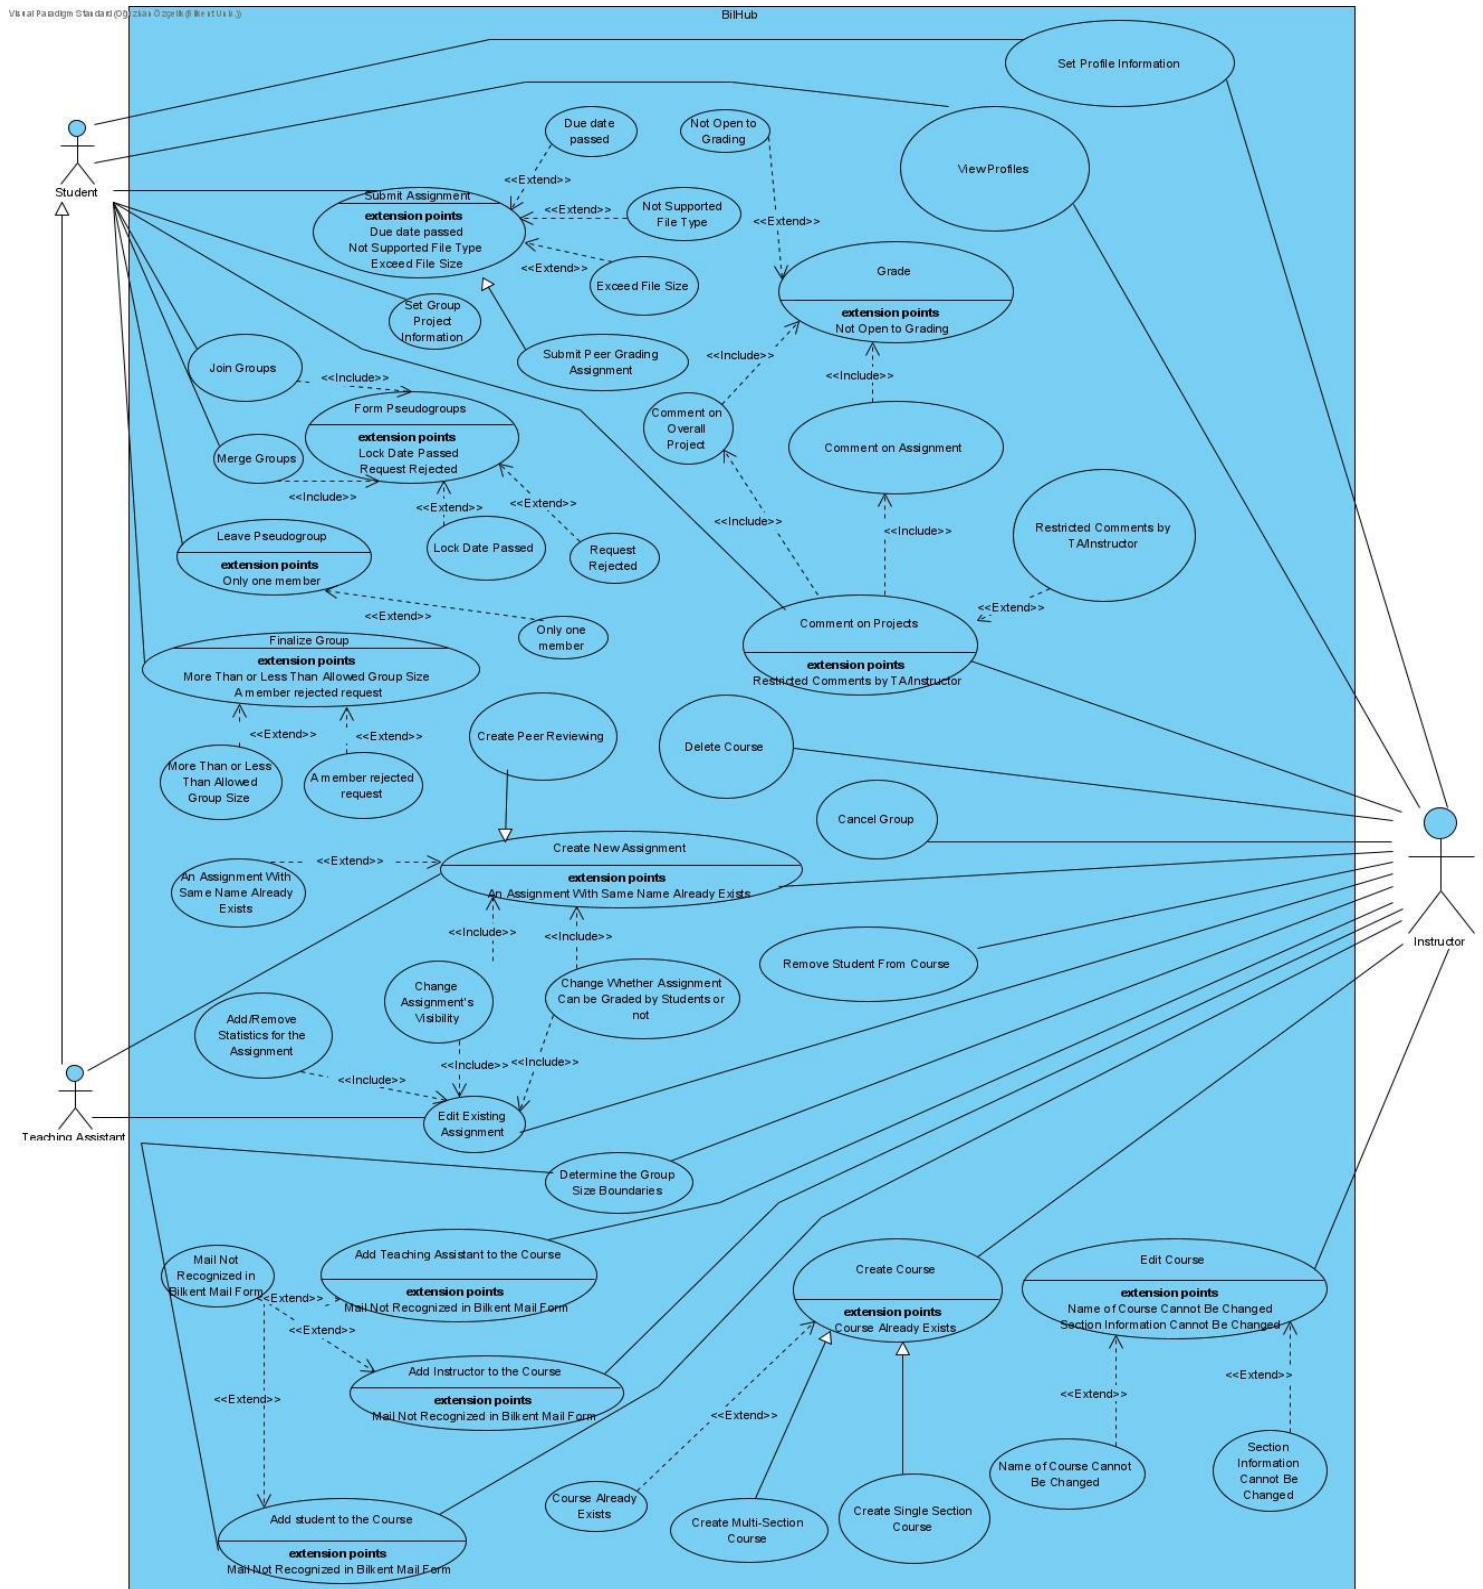 Visual Paradigm Standard
BilHub
Set Profile Information
Student
Due date
passed
Not Open to
Grading
View Profiles
<<Extend>>
Submit Assignment
extension points
Due date passed
Not Supported File Type
Exceed File Size
<<Extend>>
Not Supported
File Type
<<Extend>>
<<Extend>>
Exceed File Size
Grade
extension points
Not Open to Grading
Set Group
Project
Information
Submit Peer Grading
Assignment
<<Include>>
<<Include>>
Join Groups
<<Include>>
Form Pseudogroups
extension points
Lock Date Passed
Request Rejected
Comment on
Overall
Project
Comment on Assignment
Merge Groups
<<Include>>
<<Extend>>
<<Extend>>
<<Include>>
<<Include>>
Restricted Comments by
TA/Instructor
Leave Pseudogroup
extension points
Only one member
Lock Date Passed
Request
Rejected
<<Extend>>
Only one
member
<<Extend>>
Comment on Projects
extension points
Restricted Comments by TA/Instructor
Finalize Group
extension points
More Than or Less Than Allowed Group Size
A member rejected request
<<Extend>>
<<Extend>>
Create Peer Reviewing
Delete Course
More Than or Less
Than Allowed
Group Size
A member rejected
request
Cancel Group
<<Extend>>
Create New Assignment
extension points
An Assignment With Same Name Already Exists
An Assignment With
Same Name Already
Exists
<<Include>>
<<Include>>
Instructor
Remove Student From Course
Change
Assignment's
Visibility
Change Whether Assignment
Can be Graded by Students or
not
Add/Remove
Statistics for the
Assignment
<<Include>>
<<Include>>
<<Include>>
Edit Existing
Assignment
Teaching Assistant
Determine the Group
Size Boundaries
Mail Not
Recognized in
Bilkent Mail Form
Add Teaching Assistant to the Course
extension points
Mail Not Recognized in Bilkent Mail Form
<<Extend>>
<<Extend>>
Create Course
extension points
Course Already Exists
Edit Course
extension points
Name of Course Cannot Be Changed
Section Information Cannot Be Changed
Add Instructor to the Course
extension points
Mail Not Recognized in Bilkent Mail Form
<<Extend>>
<<Extend>>
<<Extend>>
<<Extend>>
Name of Course Cannot
Be Changed
Section
Information
Cannot Be
Changed
Course Already
Exists
Create Multi-Section
Course
Create Single Section
Course
Add student to the Course
extension points
Mail Not Recognized in Bilkent Mail Form